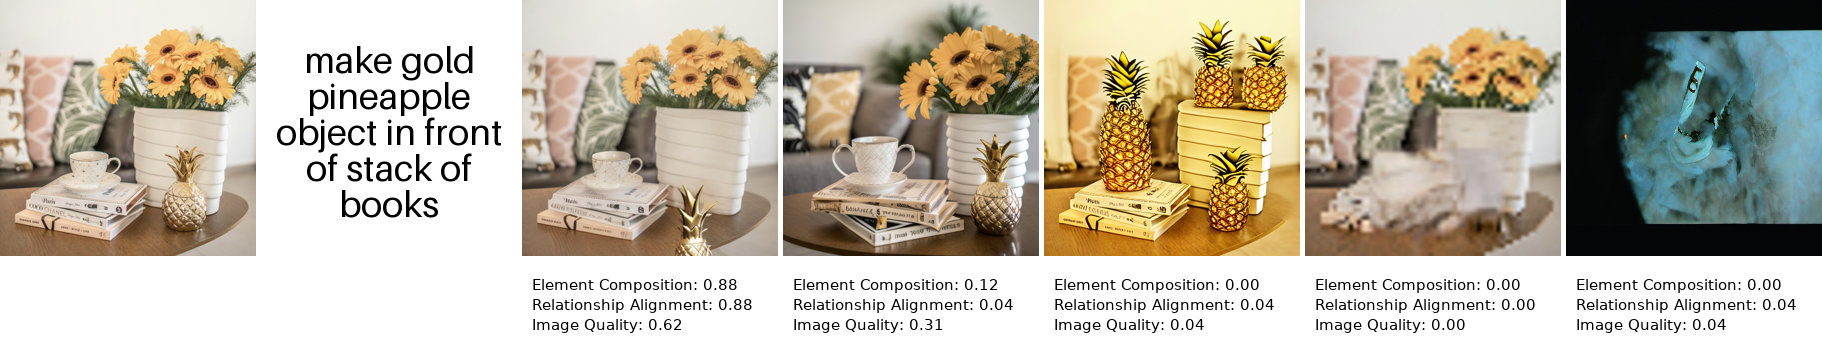 make gold
pineapple
object in front
of stack of
books
Paris
COCO CHANEL
Element Composition: 0.88
Relationship Alignment: 0.88
Image Quality: 0.62
Element Composition: 0.12
Relationship Alignment: 0.04
Image Quality: 0.31
Element Composition: 0.00
Relationship Alignment: 0.04
Image Quality: 0.04
Element Composition: 0.00
Relationship Alignment: 0.00
Image Quality: 0.00
Element Composition: 0.00
Relationship Alignment: 0.04
Image Quality: 0.04